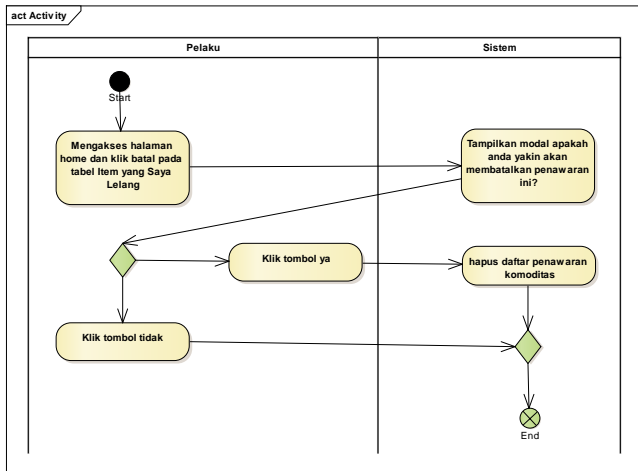 act Activity
Pelaku
Sistem
Start
Mengakses halaman
home dan klik batal pada
tabel Item yang Saya
Lelang
Tampilkan modal apakah
anda yakin akan
membatalkan penawaran
ini?
Klik tombol ya
hapus daftar penawaran
komoditas
Klik tombol tidak
End